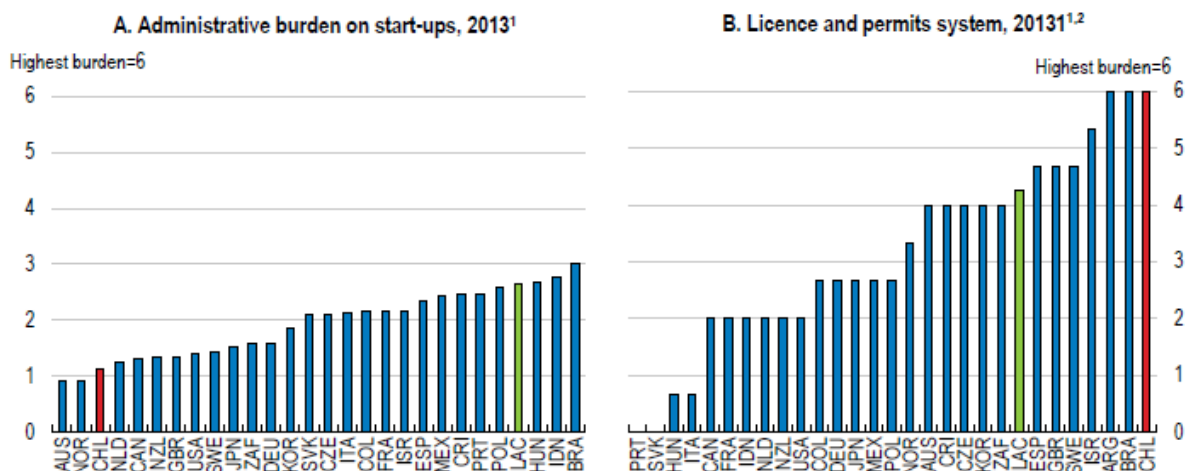 A. Administrative burden on start-ups, 2013¹
Highest burden=6
6
5
4
3
2
1
0
AUS
NOR
CHL
NLD
CAN
NZL
GBR
USA
SWE
JPN
ZAF
DEU
KOR
SVK
CZE
ITA
COL
FRA
ISR
ESP
MEX
CRI
PRT
POL
LAC
HUN
IDN
BRA
B. Licence and permits system, 20131¹,²
Highest burden=6
6
5
4
3
2
1
0
PRT
SVK
HUN
ITA
CAN
FRA
IDN
NLD
NZL
USA
COL
DEU
JPN
MEX
POL
NOR
AUS
CRI
CZE
KOR
ZAF
LAC
ESP
GBR
SWE
ISR
ARG
BRA
CHL